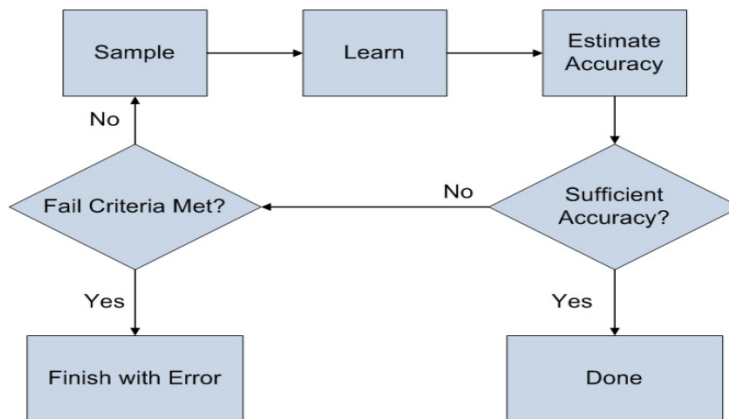 Sample
Learn
Estimate
Accuracy
No
Fail Criteria Met?
No
Sufficient
Accuracy?
Yes
Yes
Finish with Error
Done